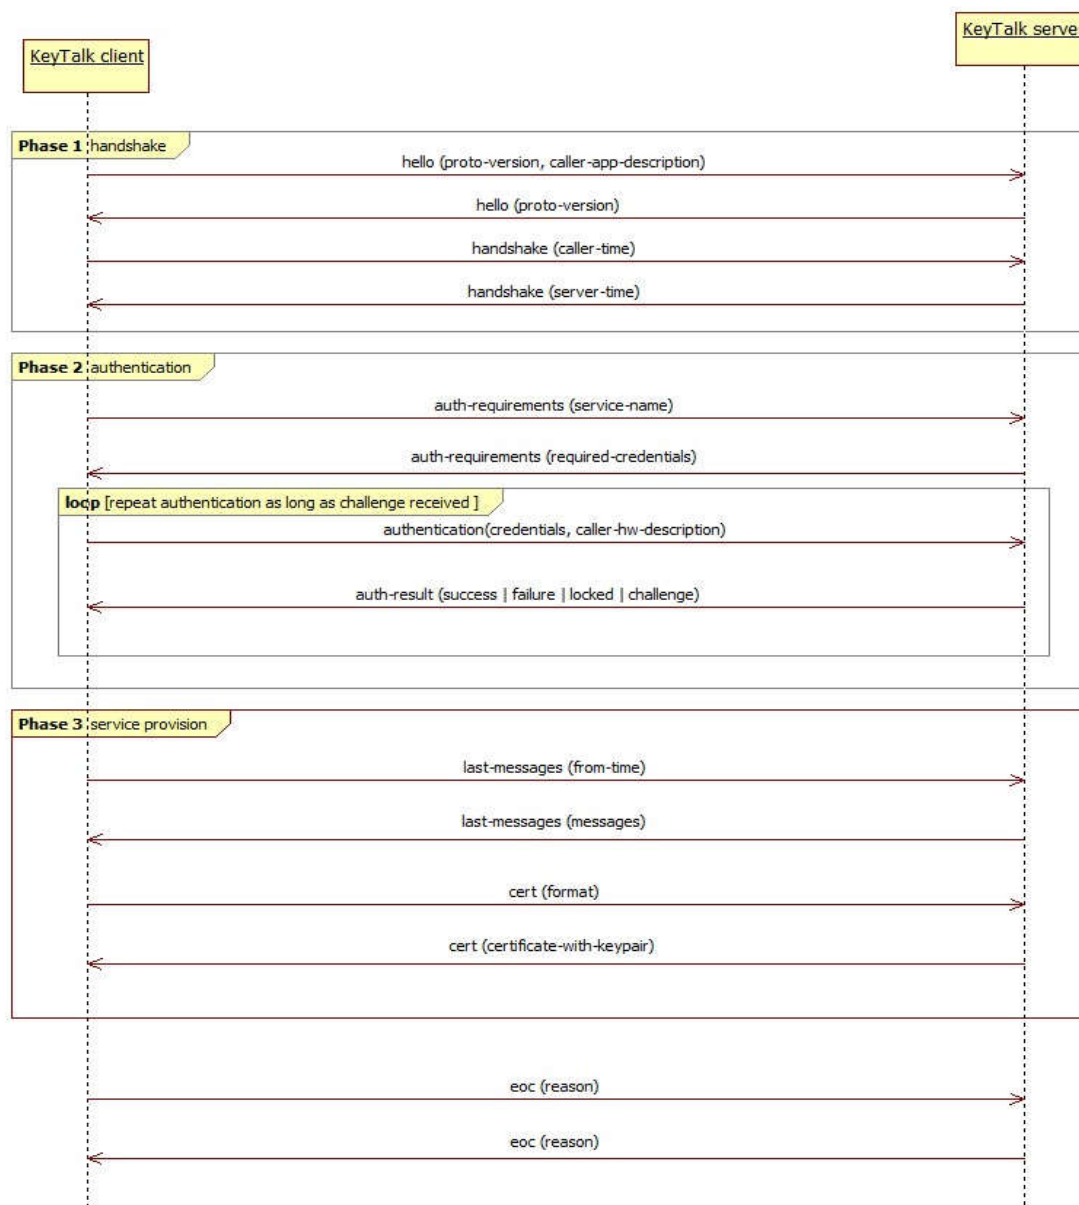 KeyTalk client
KeyTalk serve
Phase 1 handshake
hello (proto-version, caller-app-description)
hello (proto-version)
handshake (caller-time)
handshake (server-time)
Phase 2 authentication
auth-requirements (service-name)
auth-requirements (required-credentials)
loop [repeat authentication as long as challenge received ]
authentication(credentials, caller-hw-description)
auth-result (success | failure | locked | challenge)
Phase 3 service provision
last-messages (from-time)
last-messages (messages)
cert (format)
cert (certificate-with-keypair)
eoc (reason)
eoc (reason)